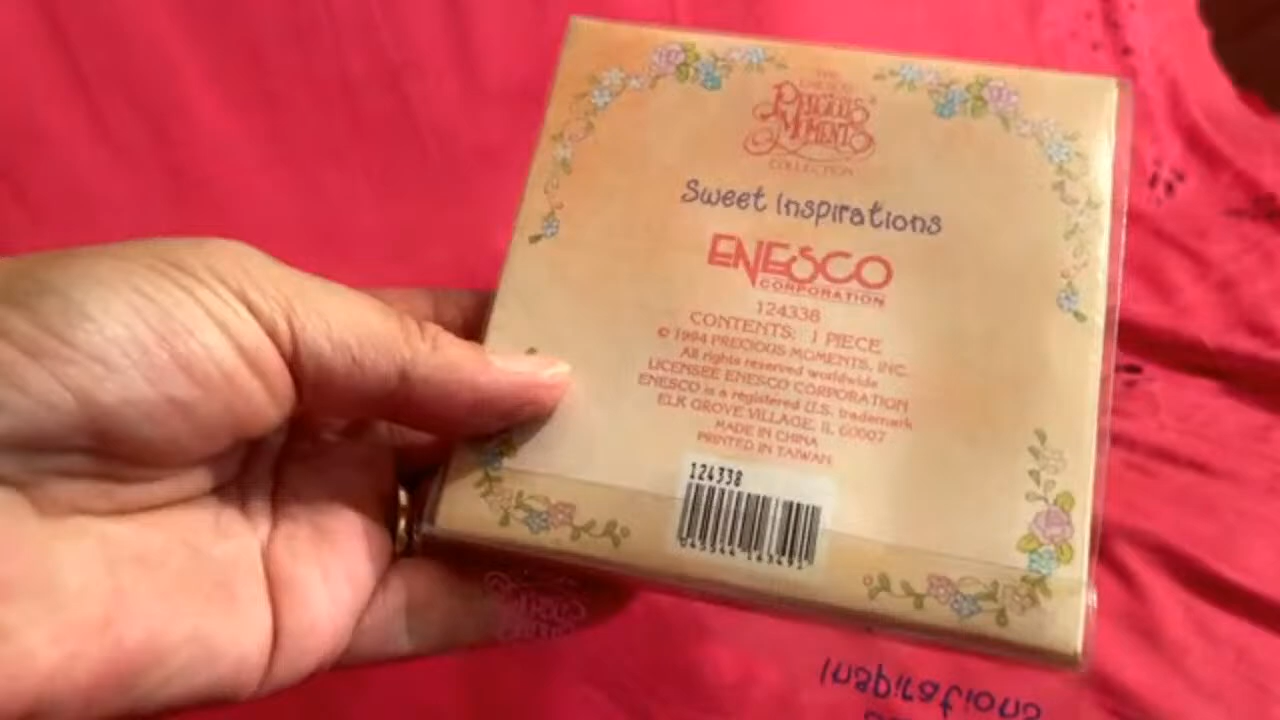 THE
ENESCO
PRECIOUS
MOMENTS
COLLECTION
Sweet Inspirations
ENESCO
CORPORATION
124338
CONTENTS: 1 PIECE
© 1994 PRECIOUS MOMENTS, INC.
All rights reserved worldwide
LICENSEE ENESCO CORPORATION
ENESCO is a registered U.S. trademark
ELK GROVE VILLAGE, IL 60007
MADE IN CHINA
PRINTED IN TAIWAN
124338
Inspirations